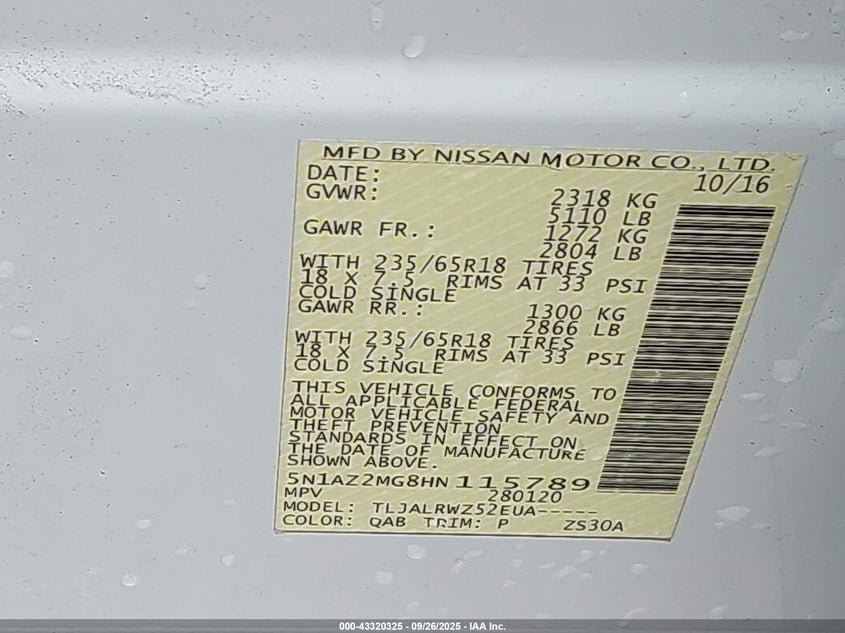 MFD BY NISSAN MOTOR CO., LTD.
DATE: 10/16
GVWR: 2318 KG
5110 LB
GAWR FR.: 1272 KG
2804 LB
WITH 235/65R18 TIRES
18 X 7.5 RIMS AT 33 PSI
COLD SINGLE
GAWR RR.: 1300 KG
2866 LB
WITH 235/65R18 TIRES
18 X 7.5 RIMS AT 33 PSI
COLD SINGLE
THIS VEHICLE CONFORMS TO
ALL APPLICABLE FEDERAL
MOTOR VEHICLE SAFETY AND
THEFT PREVENTION
STANDARDS IN EFFECT ON
THE DATE OF MANUFACTURE
SHOWN ABOVE.
5N1AZ2MG8HN115789
MPV 280120
MODEL: TLJALRWZ52EUA-----
COLOR: QAB TRIM: P ZS30A
000-43320325 - 09/26/2025 - IAA Inc.